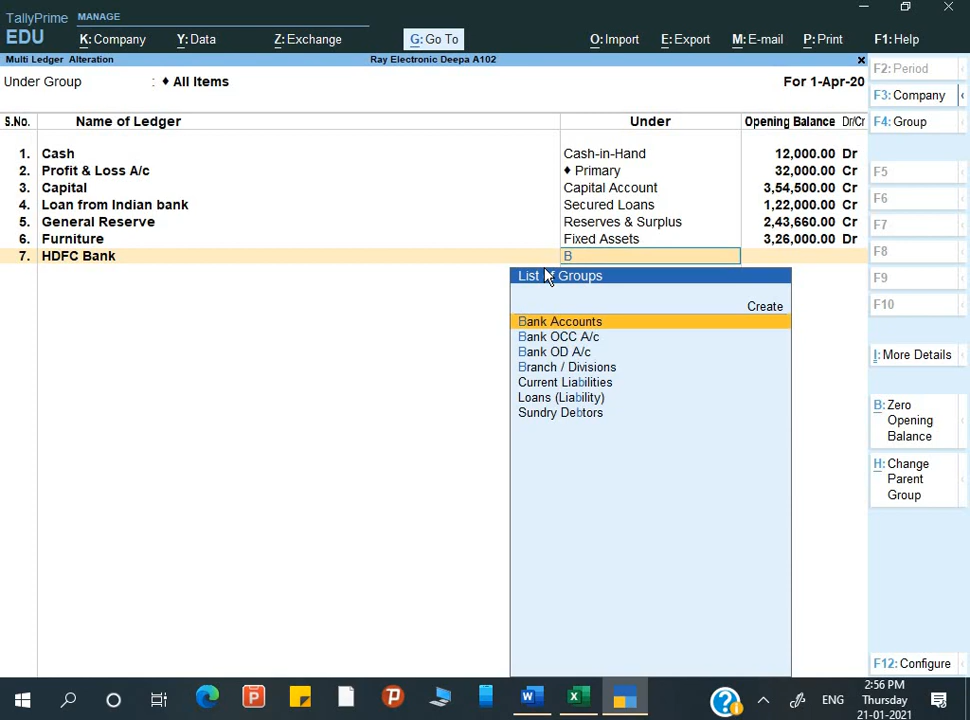 TallyPrime MANAGE
EDU
K:Company Y:Data Z:Exchange G:Go To O:Import E:Export M:E-mail P:Print F1:Help
Multi Ledger Alteration Ray Electronic Deepa A102
Under Group : ♦ All Items For 1-Apr-20
S.No. Name of Ledger Under Opening Balance Dr/Cr
1. Cash Cash-in-Hand 12,000.00 Dr
2. Profit & Loss A/c ♦ Primary 32,000.00 Cr
3. Capital Capital Account 3,54,500.00 Cr
4. Loan from Indian bank Secured Loans 1,22,000.00 Cr
5. General Reserve Reserves & Surplus 2,43,660.00 Cr
6. Furniture Fixed Assets 3,26,000.00 Dr
7. HDFC Bank B
List of Groups
Create
Bank Accounts
Bank OCC A/c
Bank OD A/c
Branch / Divisions
Current Liabilities
Loans (Liability)
Sundry Debtors
F2: Period
F3: Company
F4: Group
F5
F6
F7
F8
F9
F10
I: More Details
B: Zero
Opening
Balance
H: Change
Parent
Group
F12: Configure
ENG
2:56 PM
Thursday
21-01-2021